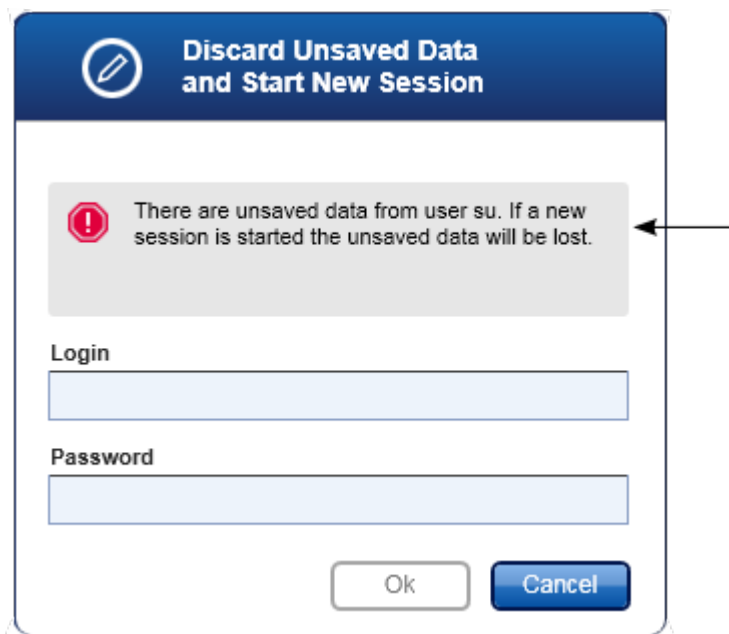 Discard Unsaved Data
and Start New Session
There are unsaved data from user su. If a new
session is started the unsaved data will be lost.
Login
Password
Ok
Cancel